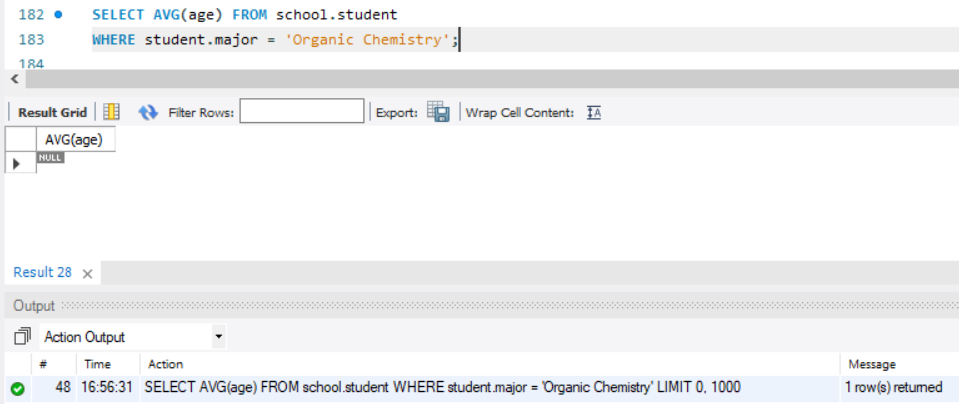 182 SELECT AVG(age) FROM school.student
183 WHERE student.major = 'Organic Chemistry';
184
Result Grid Filter Rows: Export: Wrap Cell Content: IA
AVG(age)
NULL
Result 28
Output
Action Output
# Time Action Message
48 16:56:31 SELECT AVG(age) FROM school.student WHERE student.major = 'Organic Chemistry' LIMIT 0, 1000 1 row(s) returned